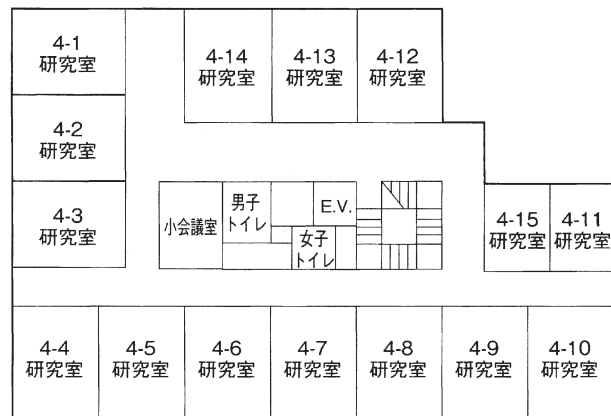 4-1
研究室
4-14
研究室
4-13
研究室
4-12
研究室
4-2
研究室
4-3
研究室
小会議室
男子
トイレ
E.V.
女子
トイレ
4-15
研究室
4-11
研究室
4-4
研究室
4-5
研究室
4-6
研究室
4-7
研究室
4-8
研究室
4-9
研究室
4-10
研究室